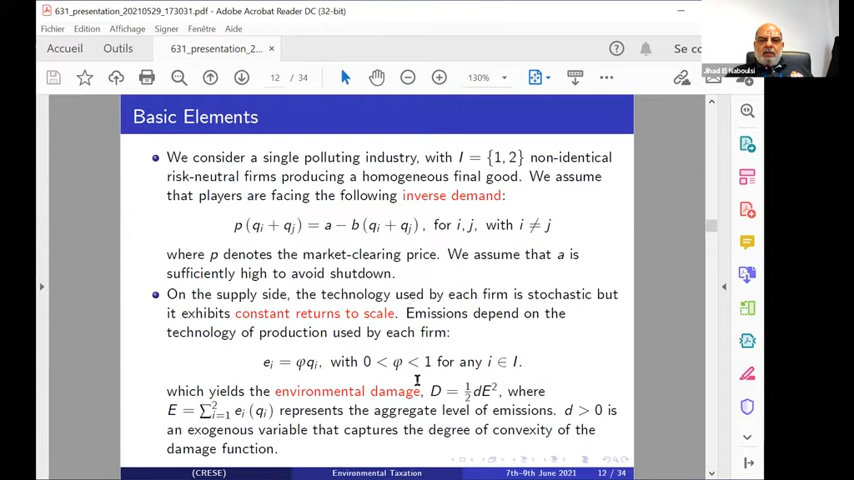 631_presentation_20210529_173031.pdf - Adobe Acrobat Reader DC (32-bit)
Fichier Edition Affichage Signer Fenêtre Aide
Accueil Outils 631_presentation_2... × Se co
12 / 34 130%
Jihad El Naboulsi
Basic Elements
We consider a single polluting industry, with I = {1, 2} non-identical
risk-neutral firms producing a homogeneous final good. We assume
that players are facing the following inverse demand:
p (qi + qj) = a − b (qi + qj) , for i, j, with i ≠ j
where p denotes the market-clearing price. We assume that a is
sufficiently high to avoid shutdown.
On the supply side, the technology used by each firm is stochastic but
it exhibits constant returns to scale. Emissions depend on the
technology of production used by each firm:
ei = φqi, with 0 < φ < 1 for any i ∈ I.
which yields the environmental damage, D = ½dE², where
E = ∑²i=1 ei (qi) represents the aggregate level of emissions. d > 0 is
an exogenous variable that captures the degree of convexity of the
damage function.
(CRESE) Environmental Taxation 7th-9th June 2021 12 / 34